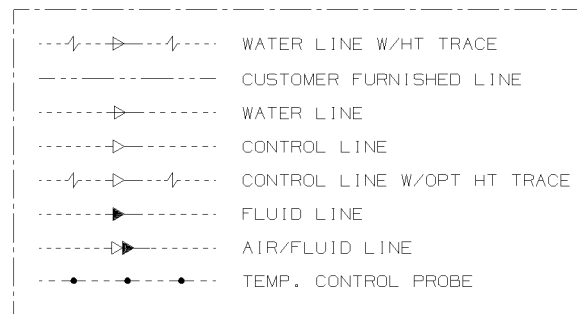 WATER LINE W/HT TRACE
CUSTOMER FURNISHED LINE
WATER LINE
CONTROL LINE
CONTROL LINE W/OPT HT TRACE
FLUID LINE
AIR/FLUID LINE
TEMP. CONTROL PROBE